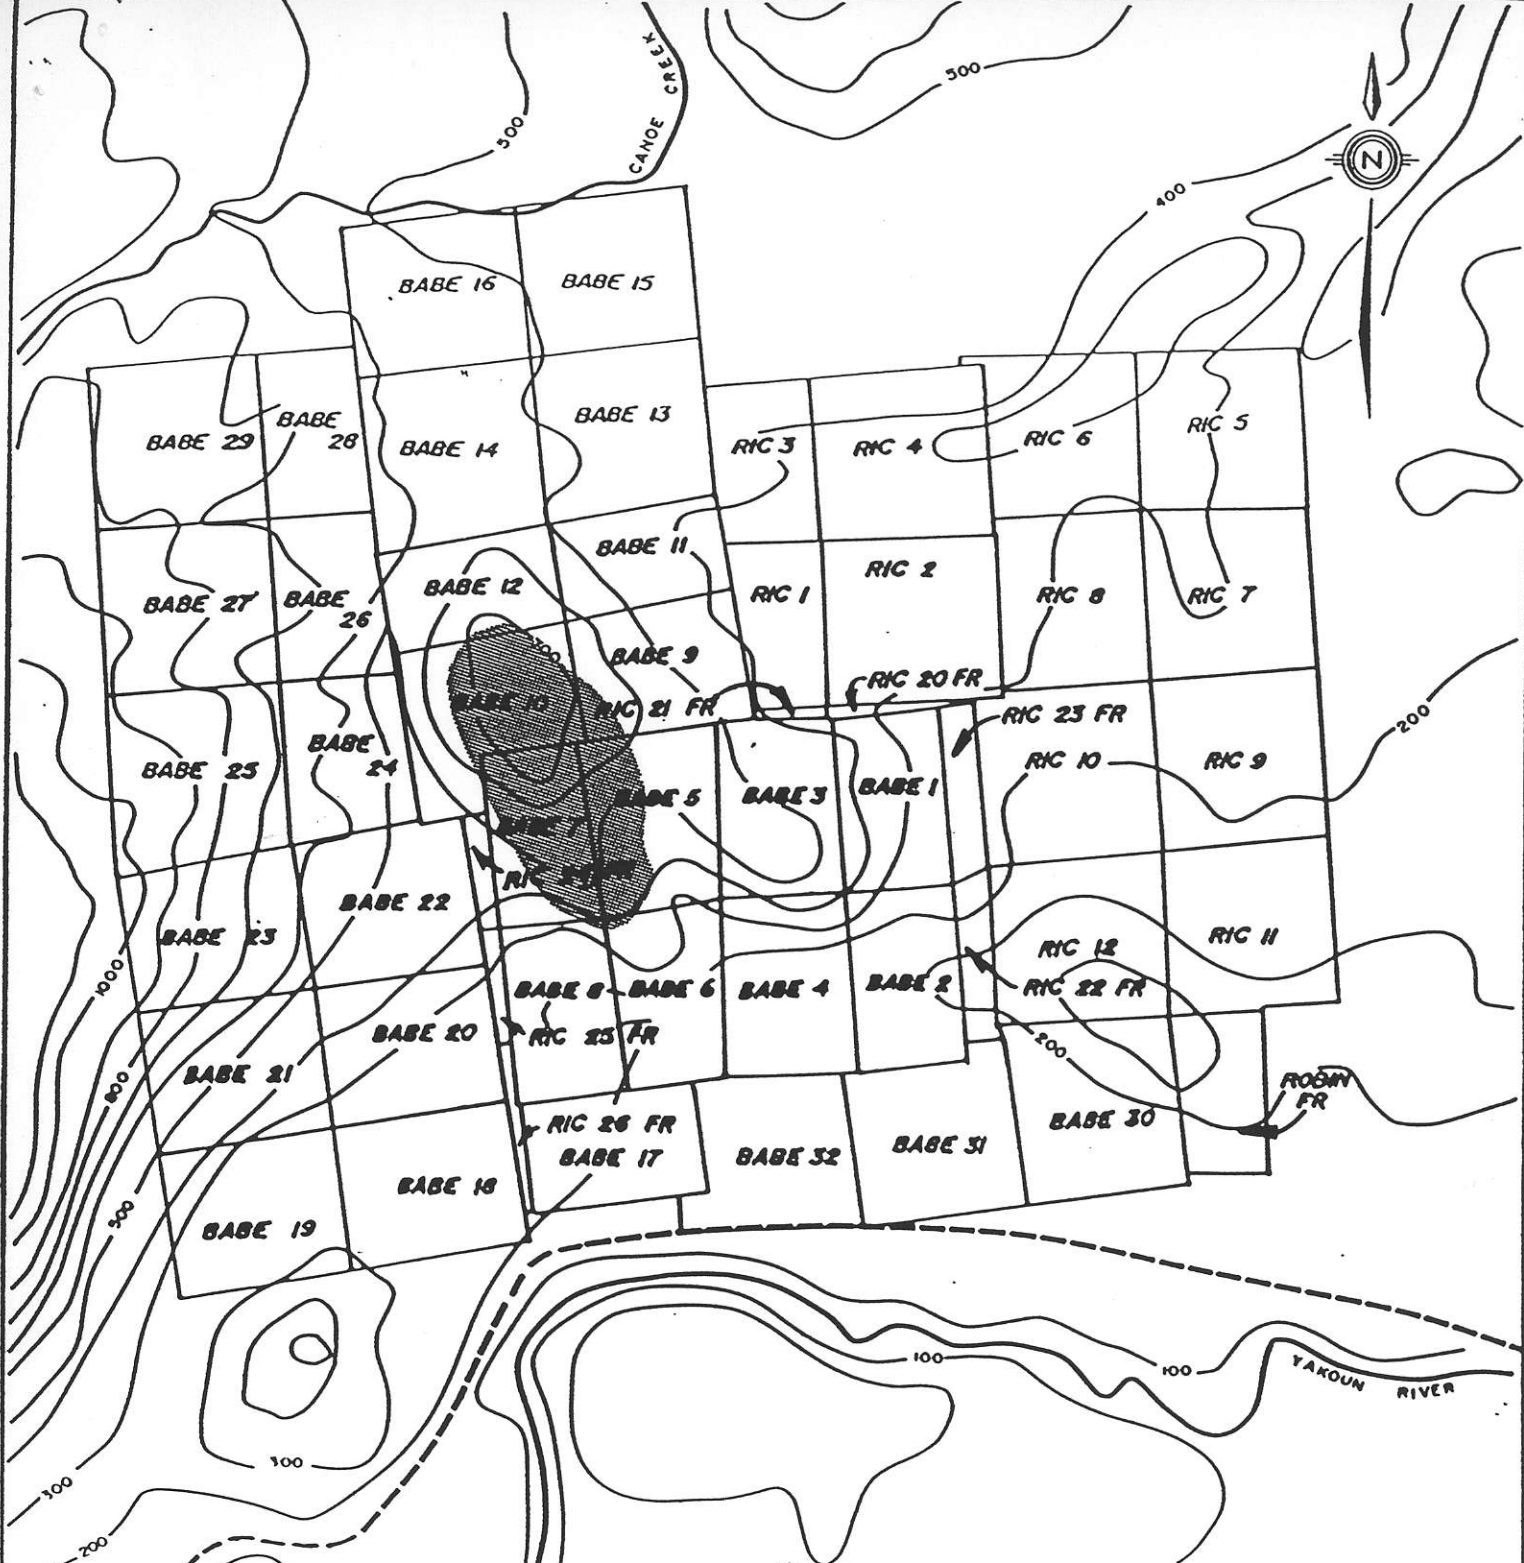 500
CANOE CREEK
500
N
400
BABE 16
BABE 15
BABE 29
BABE 28
BABE 14
BABE 13
RIC 3
RIC 4
RIC 6
RIC 5
BABE 11
BABE 12
RIC 1
RIC 2
RIC 8
RIC 7
BABE 27
BABE 26
BABE 9
BABE 10
RIC 21 FR
RIC 20 FR
RIC 23 FR
200
BABE 25
BABE 24
BABE 7
BABE 5
BABE 3
BABE 1
RIC 10
RIC 9
RIC
BABE 22
BABE 23
1000
BABE 8
BABE 6
BABE 4
BABE 2
RIC 12
RIC 11
RIC 22 FR
BABE 20
RIC 25 FR
200
BABE 21
800
ROBIN FR
RIC 26 FR
BABE 17
BABE 32
BABE 31
BABE 30
BABE 18
BABE 19
500
100
100
YAKOUN RIVER
300
300
200